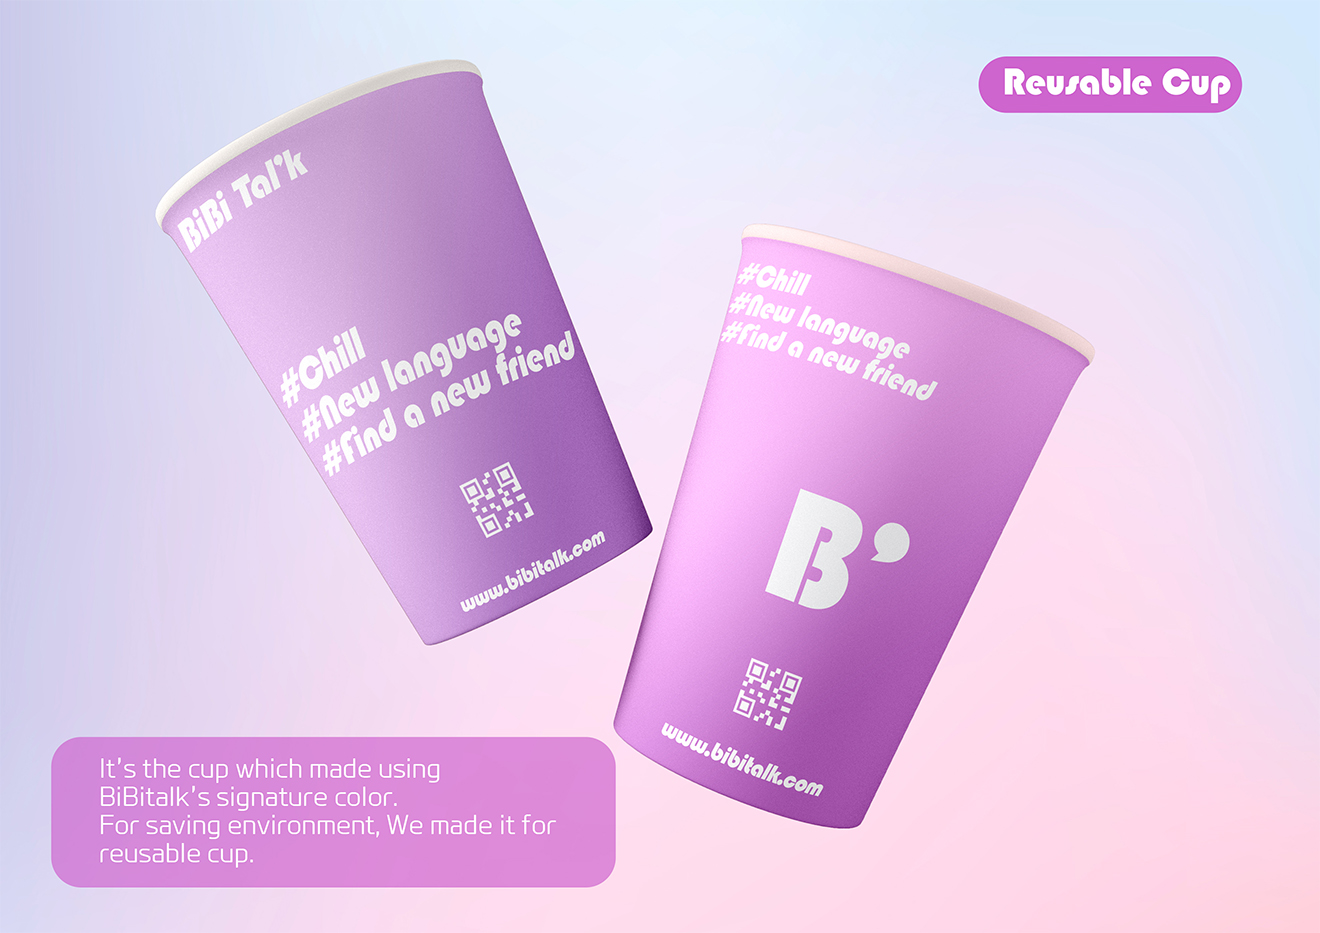 Reusable Cup
BiBi Tal'k
#Chill
#New language
#Find a new friend
www.bibitalk.com
#Chill
#New language
#Find a new friend
B'
www.bibitalk.com
It's the cup which made using
BiBitalk's signature color.
For saving environment, We made it for
reusable cup.